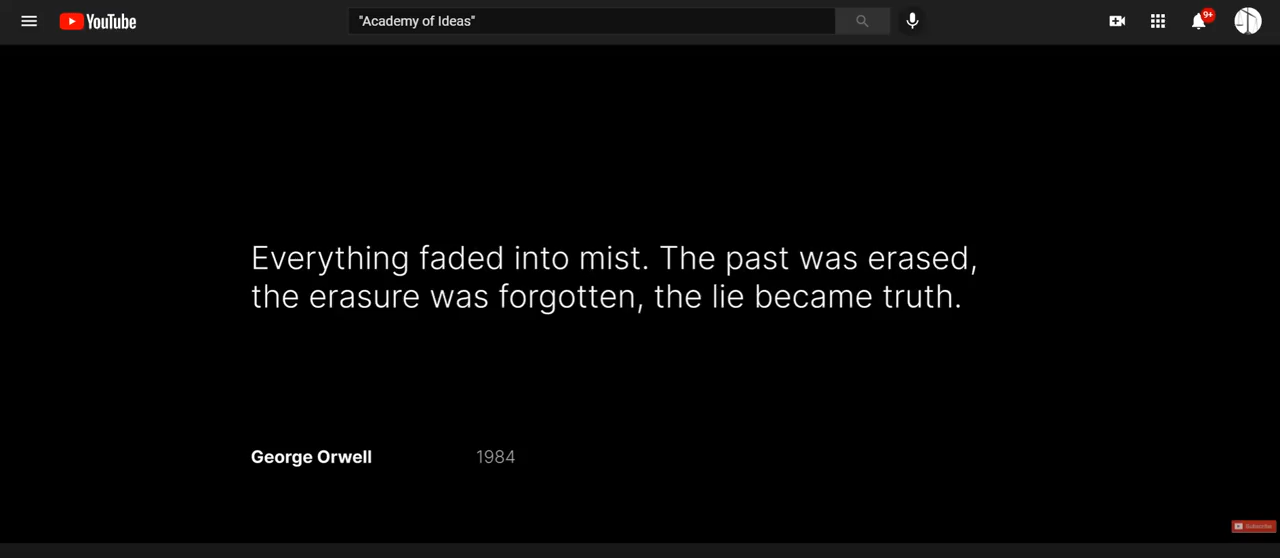 YouTube
"Academy of Ideas"
9+
Everything faded into mist. The past was erased,
the erasure was forgotten, the lie became truth.
George Orwell 1984
Subscribe